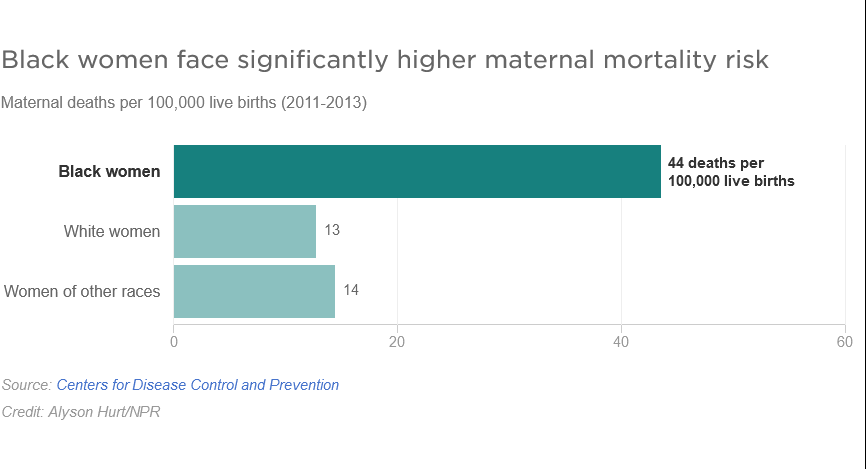 Black women face significantly higher maternal mortality risk
Maternal deaths per 100,000 live births (2011-2013)
Black women
44 deaths per
100,000 live births
White women
13
Women of other races
14
0 20 40 60
Source: Centers for Disease Control and Prevention
Credit: Alyson Hurt/NPR